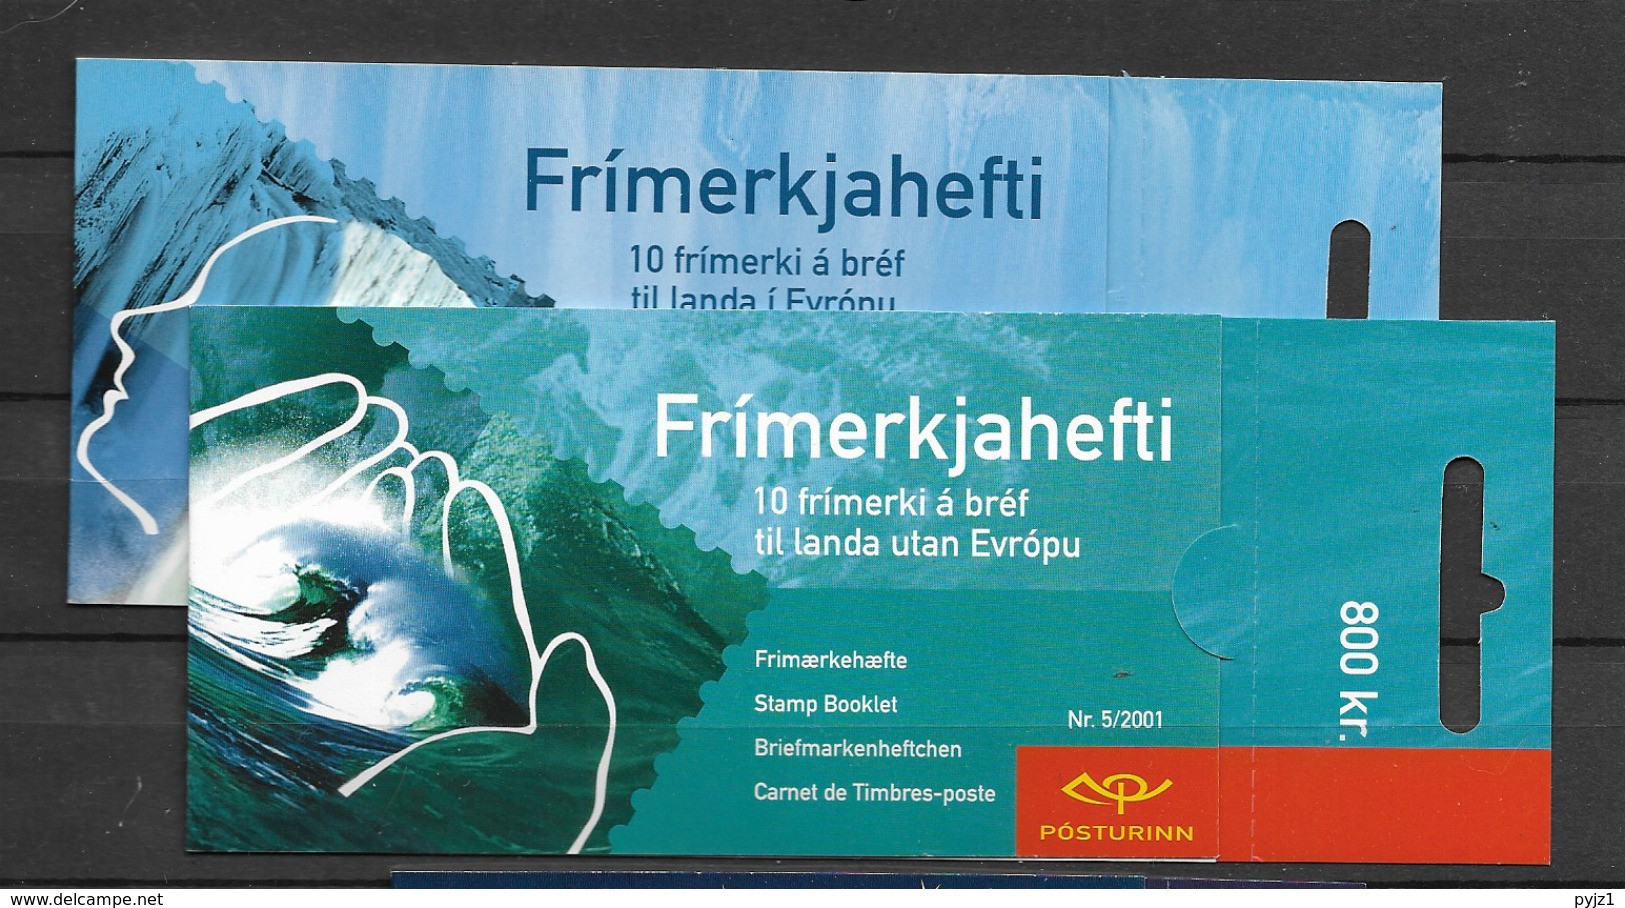 Frímerkjahefti
10 frímerki á bréf
til landa í Evrópu
Frímerkjahefti
10 frímerki á bréf
til landa utan Evrópu
800 kr.
Frimærkehæfte
Stamp Booklet
Nr. 5/2001
Briefmarkenheftchen
Carnet de Timbres-poste
PÓSTURINN
www.delcampe.net
pyjz1